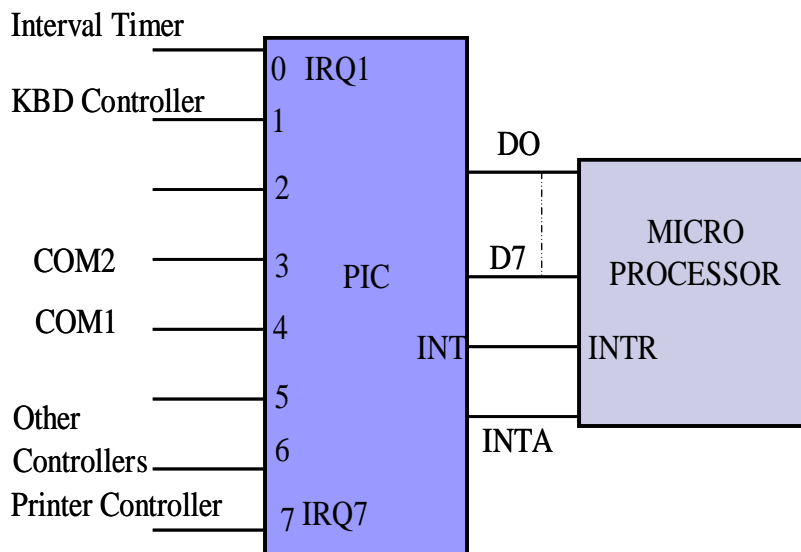 Interval Timer
0 IRQ1
KBD Controller
1
DO
2
MICRO
PROCESSOR
COM2
3
PIC
D7
COM1
4
INT
INTR
5
Other
Controllers
6
INTA
Printer Controller
7 IRQ7